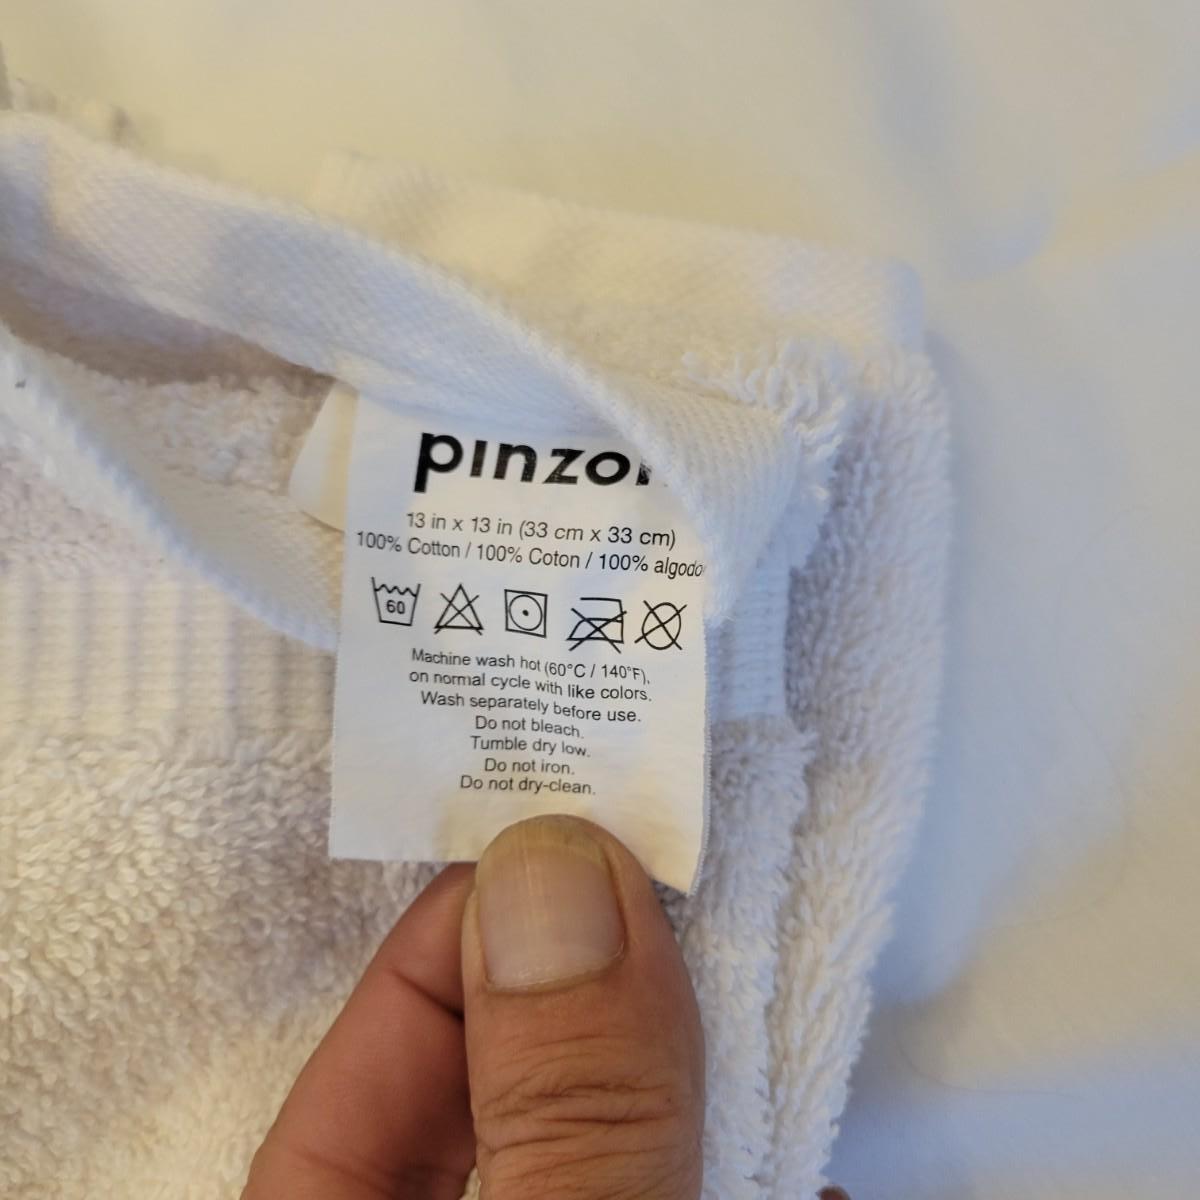 pinzon
13 in x 13 in (33 cm x 33 cm)
100% Cotton / 100% Coton / 100% algodo
60
Machine wash hot (60°C / 140°F),
on normal cycle with like colors.
Wash separately before use.
Do not bleach.
Tumble dry low.
Do not iron.
Do not dry-clean.